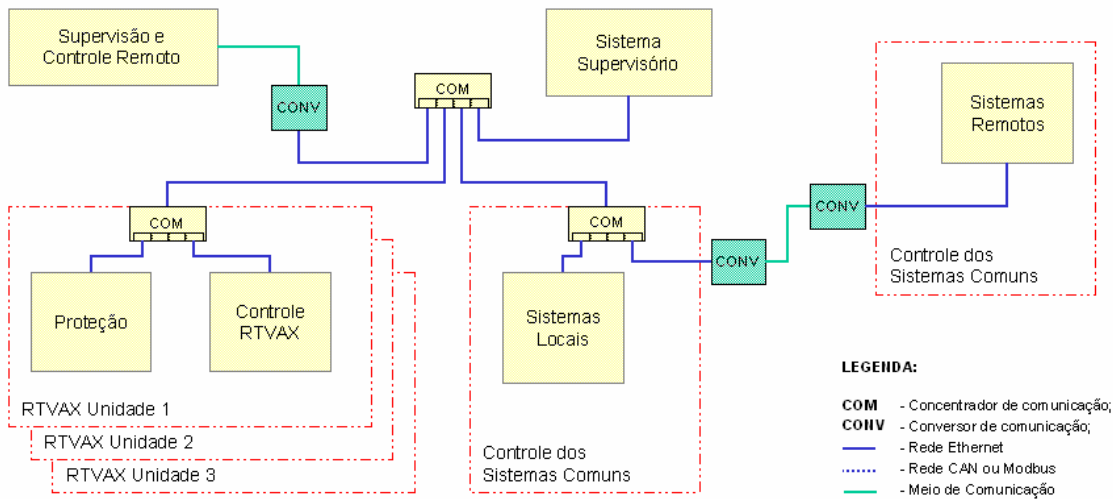 Supervisão e
Controle Remoto
CONV
COM
Sistema
Supervisório
Sistemas
Remotos
CONV
Controle dos
Sistemas Comuns
COM
Proteção
Controle
RTVAX
RTVAX Unidade 1
RTVAX Unidade 2
RTVAX Unidade 3
COM
CONV
Sistemas
Locais
Controle dos
Sistemas Comuns
LEGENDA:
COM - Concentrador de comunicação;
CONV - Conversor de comunicação;
- Rede Ethernet
- Rede CAN ou Modbus
- Meio de Comunicação